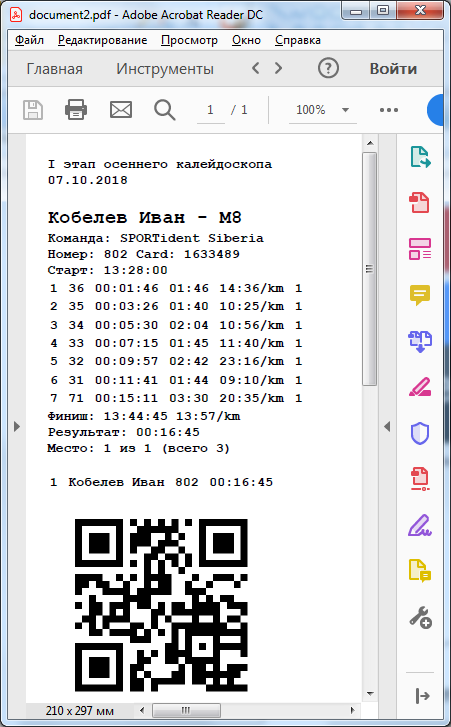 document2.pdf - Adobe Acrobat Reader DC
Файл Редактирование Просмотр Окно Справка
Главная Инструменты Войти
1 / 1 100%
I этап осеннего калейдоскопа
07.10.2018
Кобелев Иван - М8
Команда: SPORTident Siberia
Номер: 802 Card: 1633489
Старт: 13:28:00
1 36 00:01:46 01:46 14:36/km 1
2 35 00:03:26 01:40 10:25/km 1
3 34 00:05:30 02:04 10:56/km 1
4 33 00:07:15 01:45 11:40/km 1
5 32 00:09:57 02:42 23:16/km 1
6 31 00:11:41 01:44 09:10/km 1
7 71 00:15:11 03:30 20:35/km 1
Финиш: 13:44:45 13:57/km
Результат: 00:16:45
Место: 1 из 1 (всего 3)
1 Кобелев Иван 802 00:16:45
210 x 297 мм